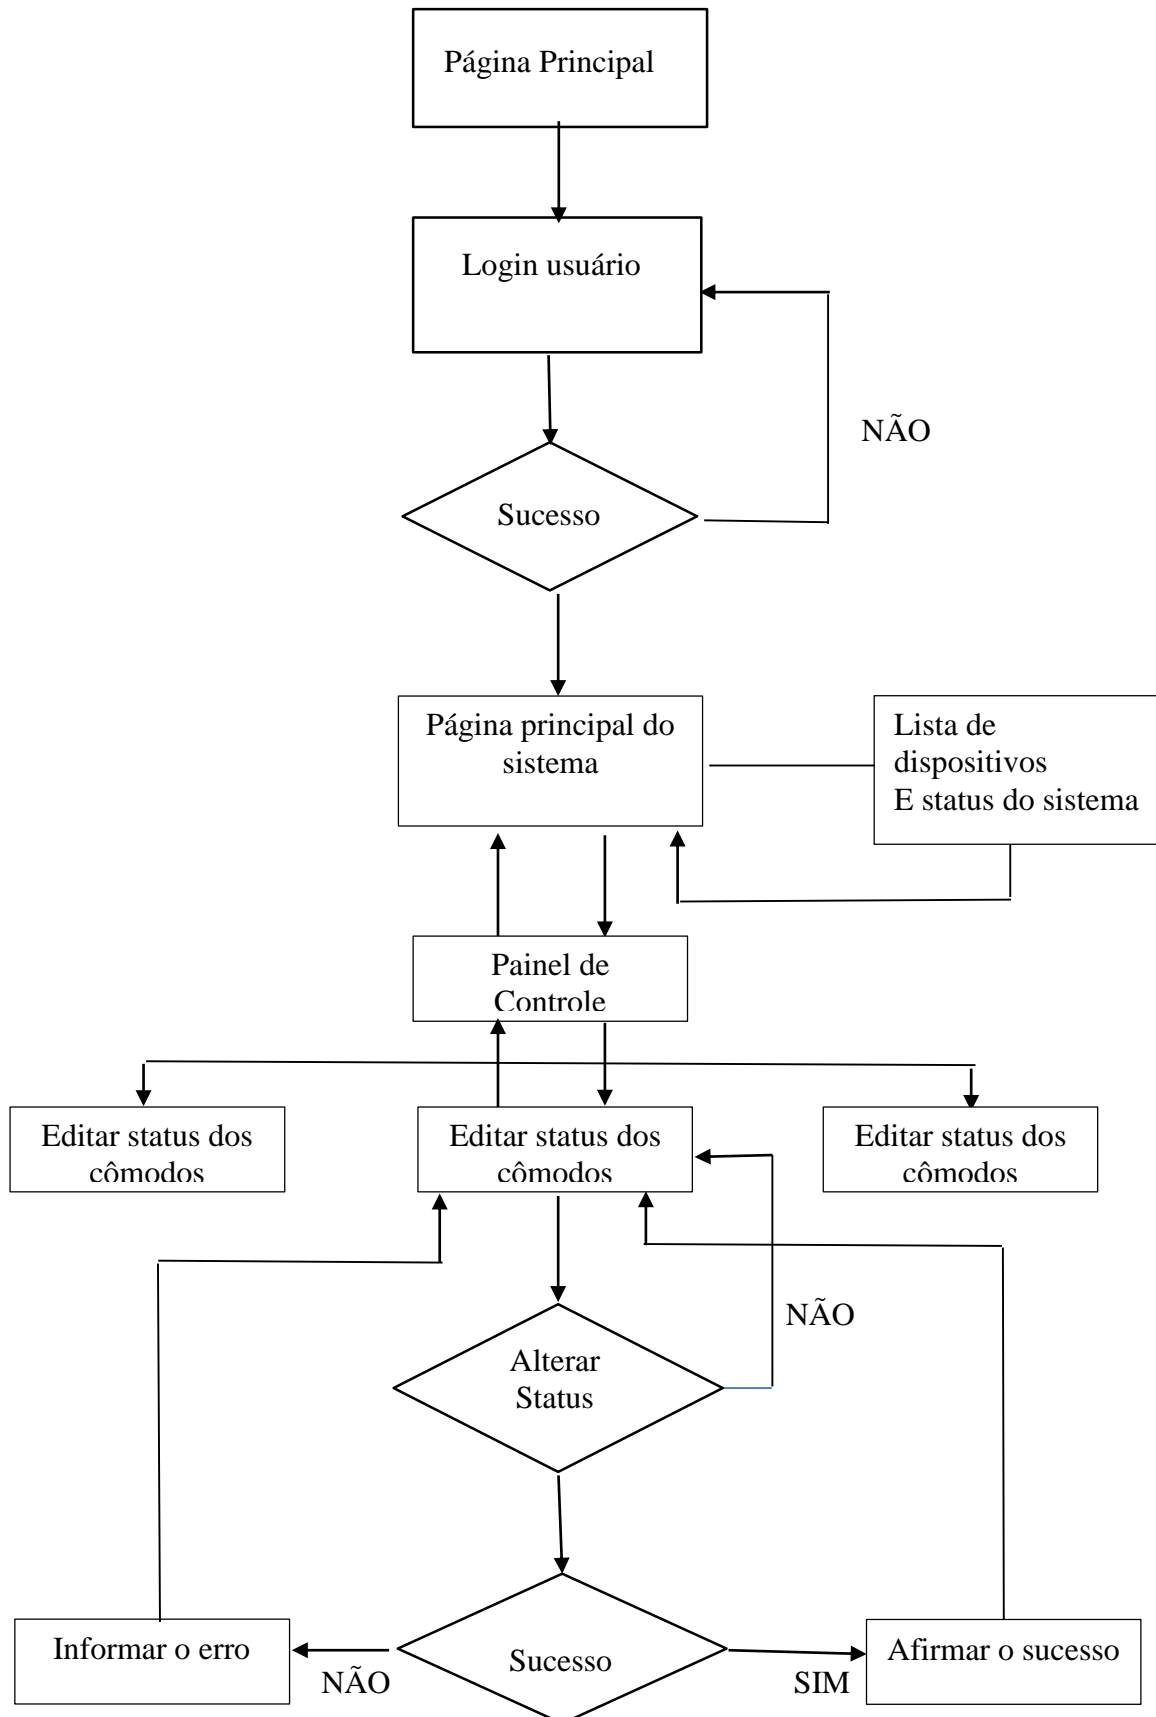 Página Principal
Login usuário
NÃO
Sucesso
Página principal do
sistema
Lista de
dispositivos
E status do sistema
Painel de
Controle
Editar status dos
cômodos
Editar status dos
cômodos
Editar status dos
cômodos
NÃO
Alterar
Status
Informar o erro
NÃO
Sucesso
SIM
Afirmar o sucesso